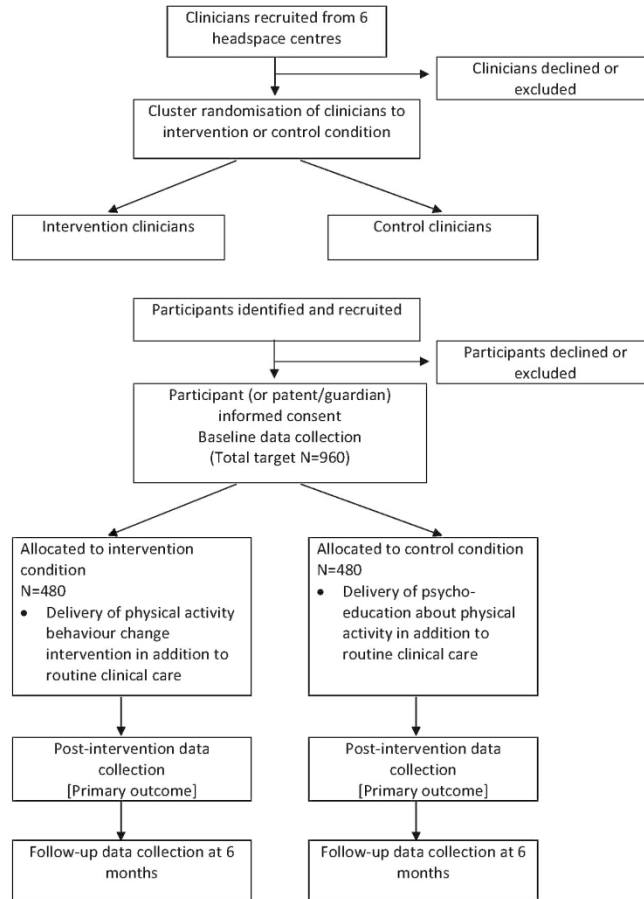 Clinicians recruited from 6
headspace centres
Clinicians declined or
excluded
Cluster randomisation of clinicians to
intervention or control condition
Intervention clinicians
Control clinicians
Participants identified and recruited
Participants declined or
excluded
Participant (or patent/guardian)
informed consent
Baseline data collection
(Total target N=960)
Allocated to intervention
condition
N=480
• Delivery of physical activity
behaviour change
intervention in addition to
routine clinical care
Allocated to control condition
N=480
• Delivery of psycho-
education about physical
activity in addition to
routine clinical care
Post-intervention data
collection
[Primary outcome]
Post-intervention data
collection
[Primary outcome]
Follow-up data collection at 6
months
Follow-up data collection at 6
months